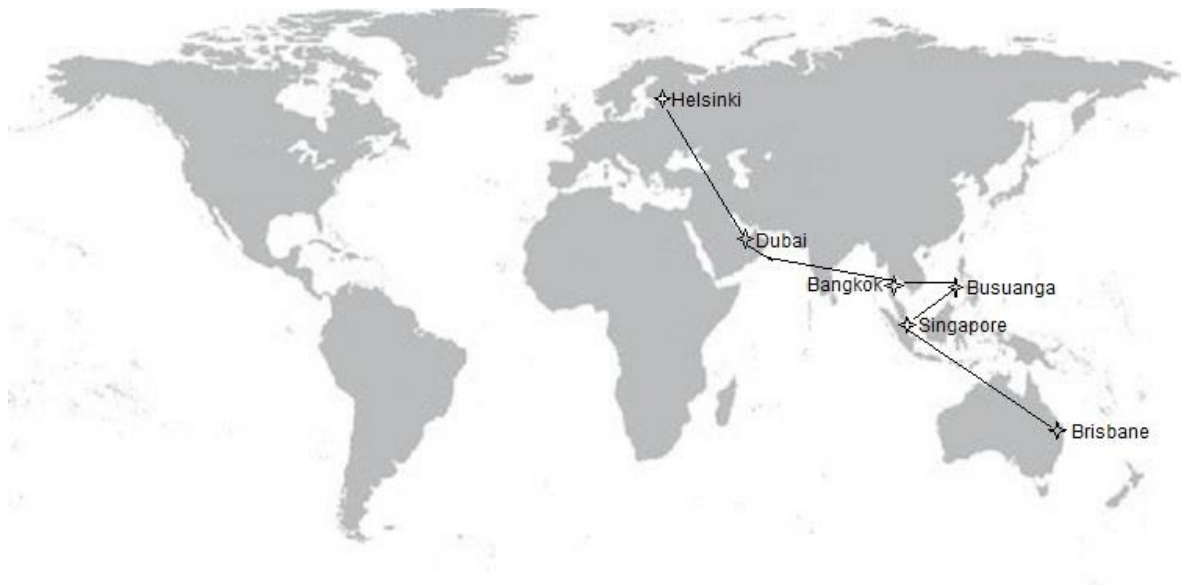 Helsinki
Dubai
Bangkok
Busuanga
Singapore
Brisbane